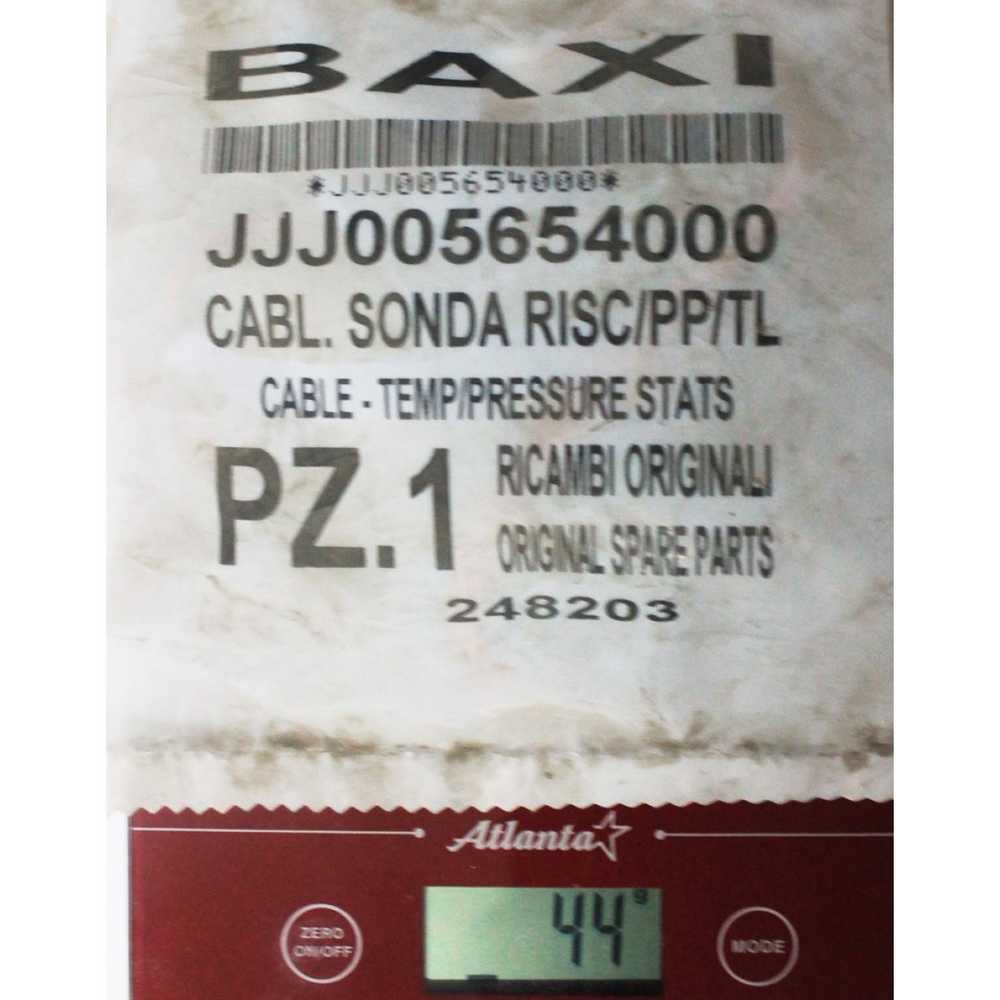 BAXI
*JJJ005654000*
JJJ005654000
CABL. SONDA RISC/PP/TL
CABLE - TEMP/PRESSURE STATS
PZ.1
RICAMBI ORIGINALI
ORIGINAL SPARE PARTS
248203
Atlanta
ZERO
ON/OFF
44 g
MODE